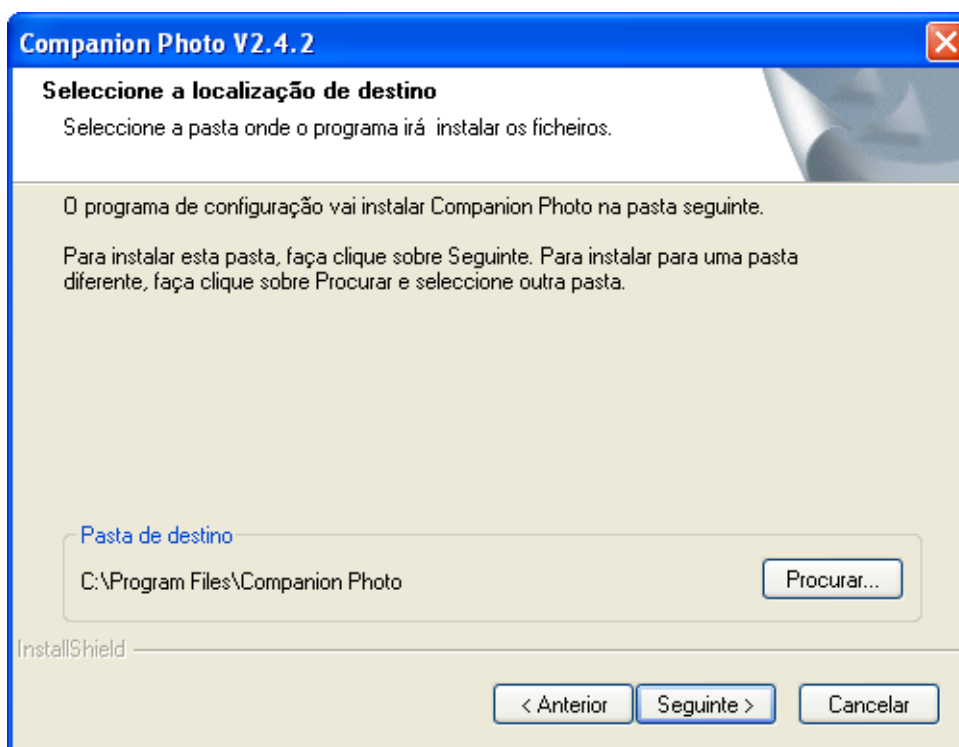 Companion Photo V2.4.2
Seleccione a localização de destino
Seleccione a pasta onde o programa irá  instalar os ficheiros.
O programa de configuração vai instalar Companion Photo na pasta seguinte.
Para instalar esta pasta, faça clique sobre Seguinte. Para instalar para uma pasta
diferente, faça clique sobre Procurar e seleccione outra pasta.
Pasta de destino
C:\Program Files\Companion Photo
Procurar...
InstallShield
< Anterior
Seguinte >
Cancelar